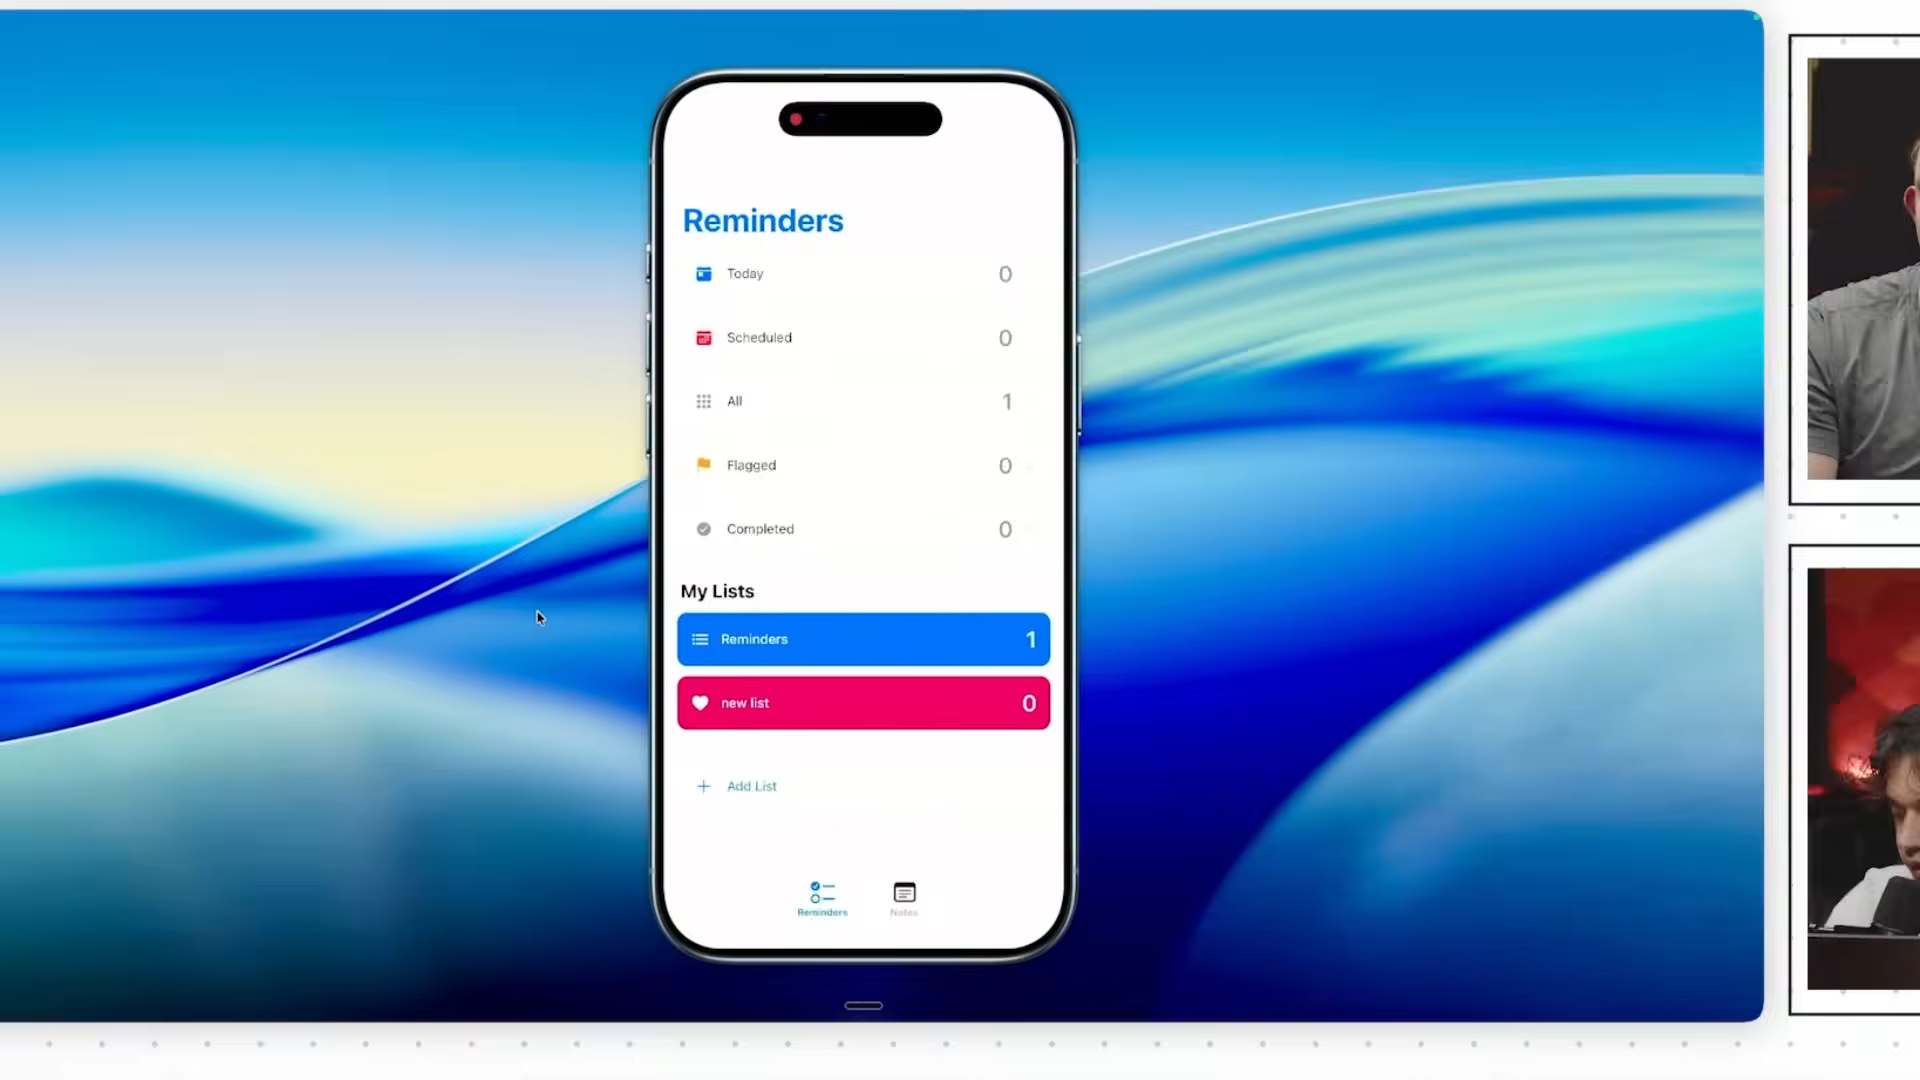 Reminders
Today 0
Scheduled 0
All 1
Flagged 0
Completed 0
My Lists
Reminders 1
new list 0
Add List
Reminders Notes